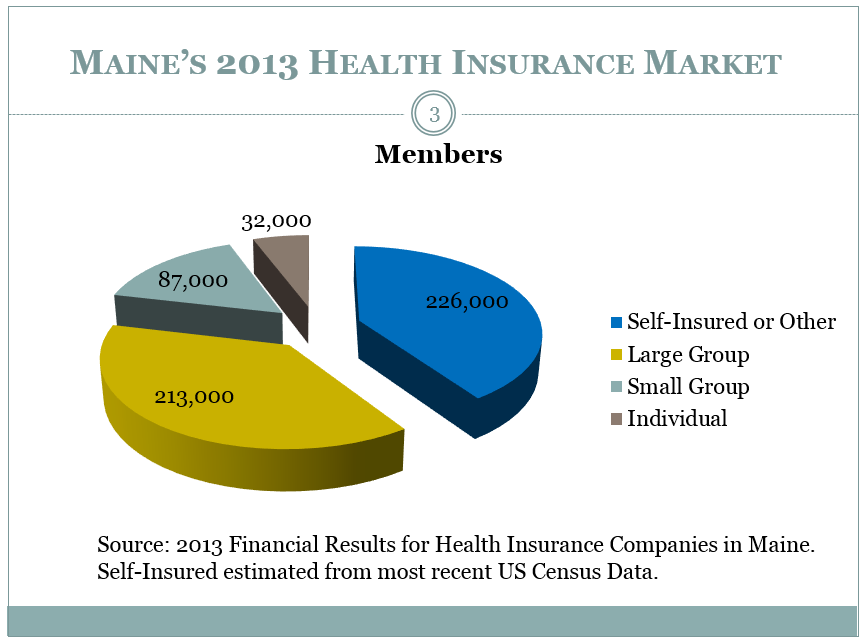 MAINE'S 2013 HEALTH INSURANCE MARKET
3
Members
32,000
87,000
226,000
213,000
Self-Insured or Other
Large Group
Small Group
Individual
Source: 2013 Financial Results for Health Insurance Companies in Maine.
Self-Insured estimated from most recent US Census Data.